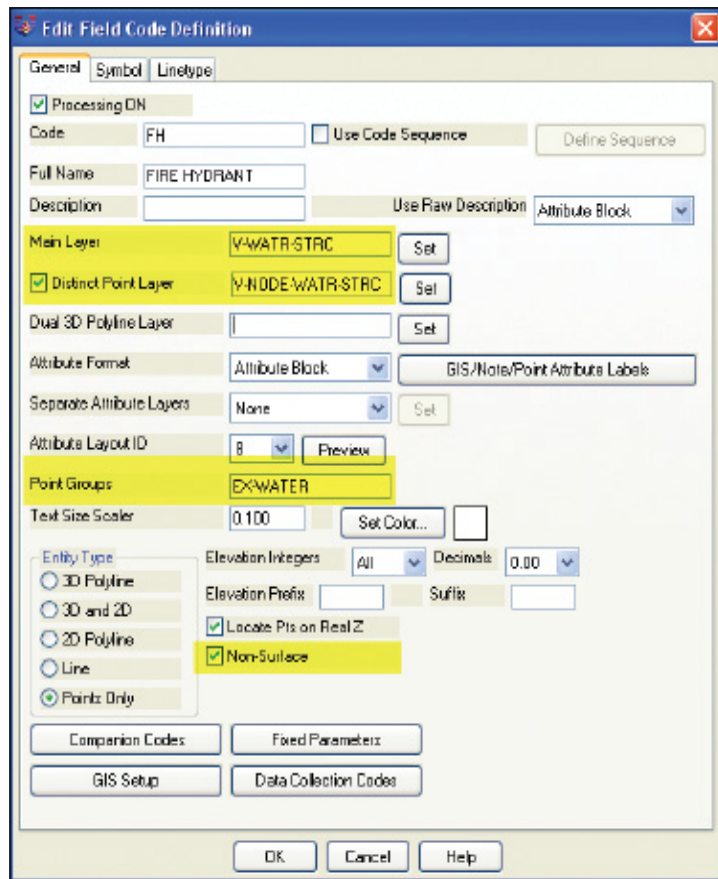 Edit Field Code Definition
General Symbol Linetype
Processing ON
Code FH Use Code Sequence Define Sequence
Full Name FIRE HYDRANT
Description Use Raw Description Attribute Block
Main Layer V-WATR-STRC Set
Distinct Point Layer V-NODE-WATR-STRC Set
Dual 3D Polyline Layer Set
Attribute Format Attribute Block GIS/Note/Point Attribute Labels
Separate Attribute Layers None Set
Attribute Layout ID 8 Preview
Point Groups EX-WATER
Text Size Scaler 0.100 Set Color...
Entity Type Elevation Integers All Decimals 0.00
3D Polyline
Elevation Prefix Suffix
3D and 2D
Locate Pts on Real Z
2D Polyline
Non-Surface
Line
Points Only
Companion Codes Fixed Parameters
GIS Setup Data Collection Codes
OK Cancel Help